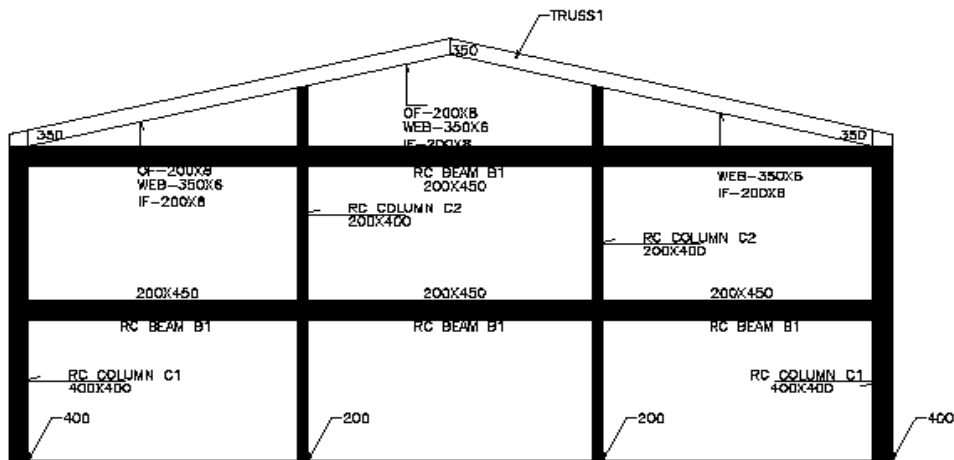 TRUSS1
350
350
350
OF-200X8
WEB-350X6
IF-200X8
OF-200X8
WEB-350X6
IF-200X8
RC BEAM B1
200X450
WEB-350X6
IF-200X8
RC COLUMN C2
200X400
RC COLUMN C2
200X400
200X450
200X450
200X450
RC BEAM B1
RC BEAM B1
RC BEAM B1
RC COLUMN C1
400X400
RC COLUMN C1
400X400
400
200
200
400